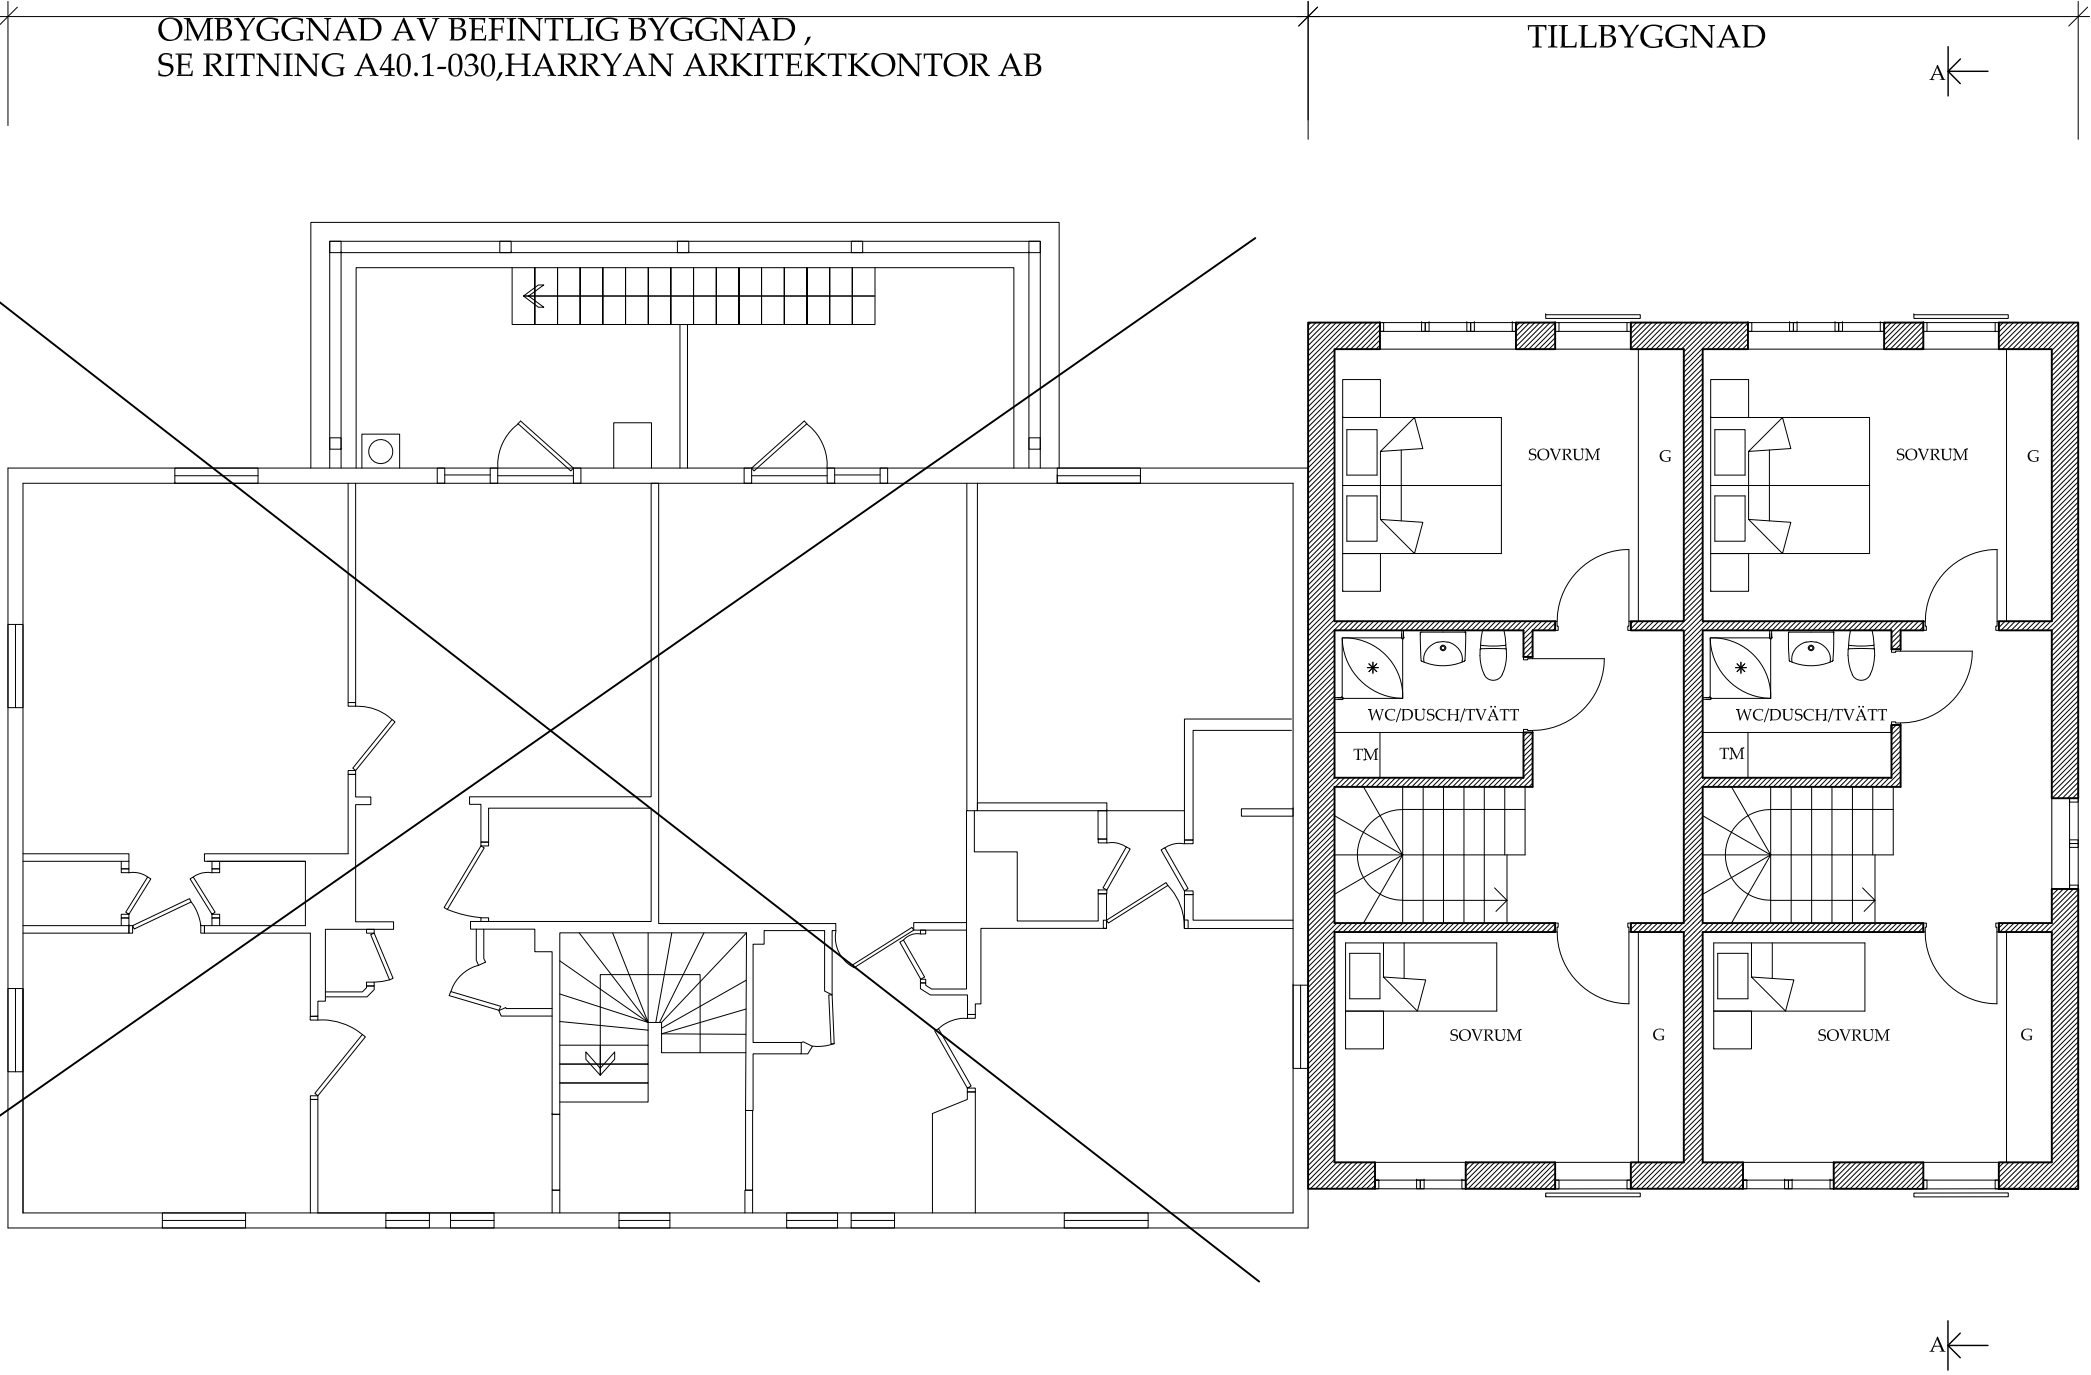 OMBYGGNAD AV BEFINTLIG BYGGNAD ,
SE RITNING A40.1-030,HARRYAN ARKITEKTKONTOR AB
TILLBYGGNAD
A
SOVRUM
G
SOVRUM
G
WC/DUSCH/TVÄTT
WC/DUSCH/TVÄTT
TM
TM
SOVRUM
G
SOVRUM
G
A